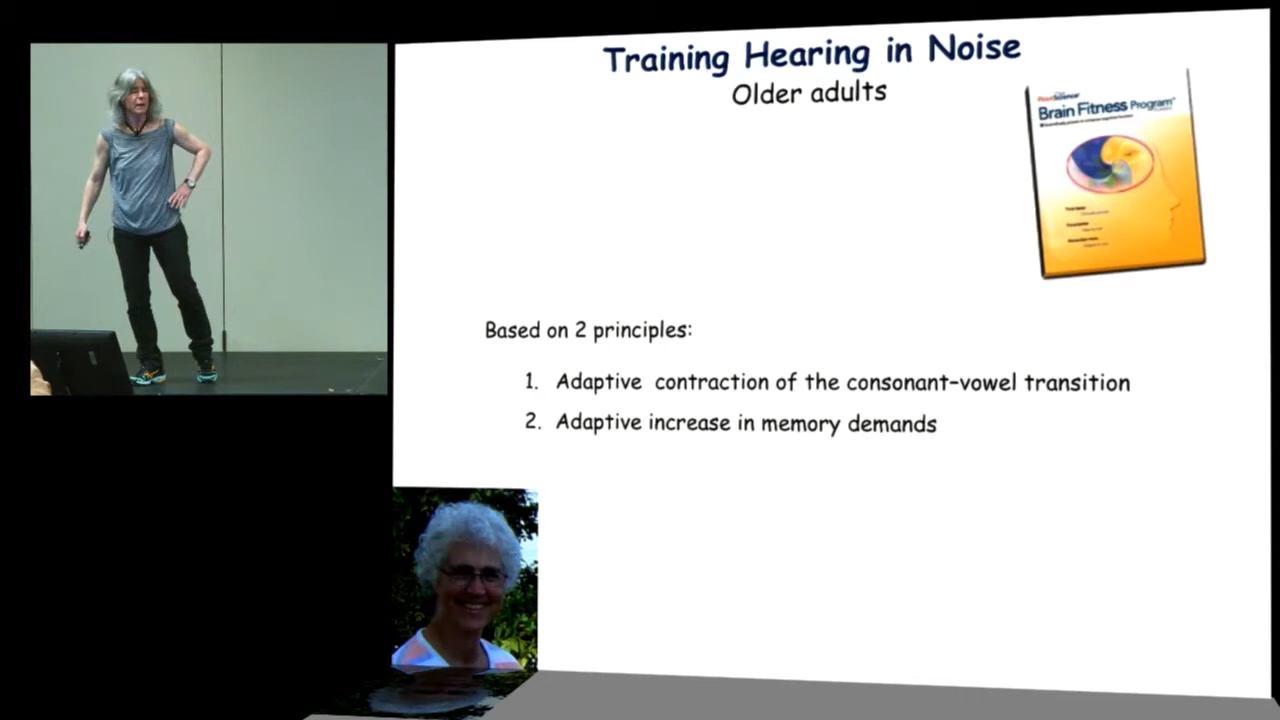 Training Hearing in Noise
Older adults
Brain Fitness Program
Based on 2 principles:
1. Adaptive contraction of the consonant-vowel transition
2. Adaptive increase in memory demands